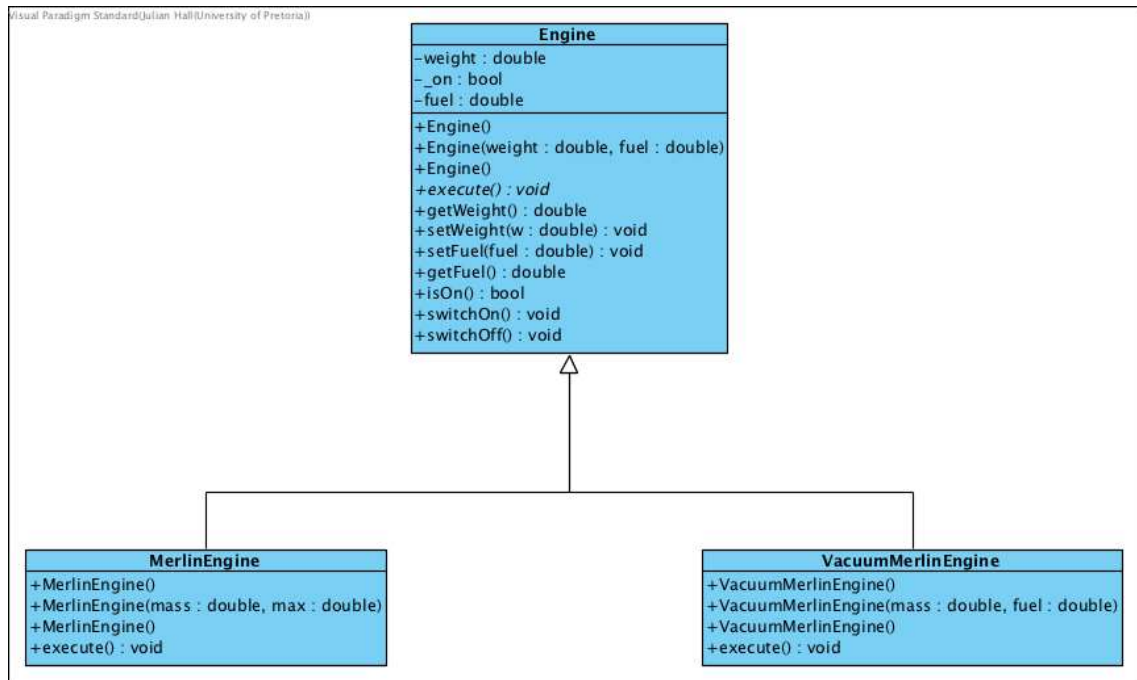 Visual Paradigm Standard(Julian Hall(University of Pretoria))
Engine
-weight : double
-_on : bool
-fuel : double
+Engine()
+Engine(weight : double, fuel : double)
+Engine()
+execute() : void
+getWeight() : double
+setWeight(w : double) : void
+setFuel(fuel : double) : void
+getFuel() : double
+isOn() : bool
+switchOn() : void
+switchOff() : void
MerlinEngine
+MerlinEngine()
+MerlinEngine(mass : double, max : double)
+MerlinEngine()
+execute() : void
VacuumMerlinEngine
+VacuumMerlinEngine()
+VacuumMerlinEngine(mass : double, fuel : double)
+VacuumMerlinEngine()
+execute() : void